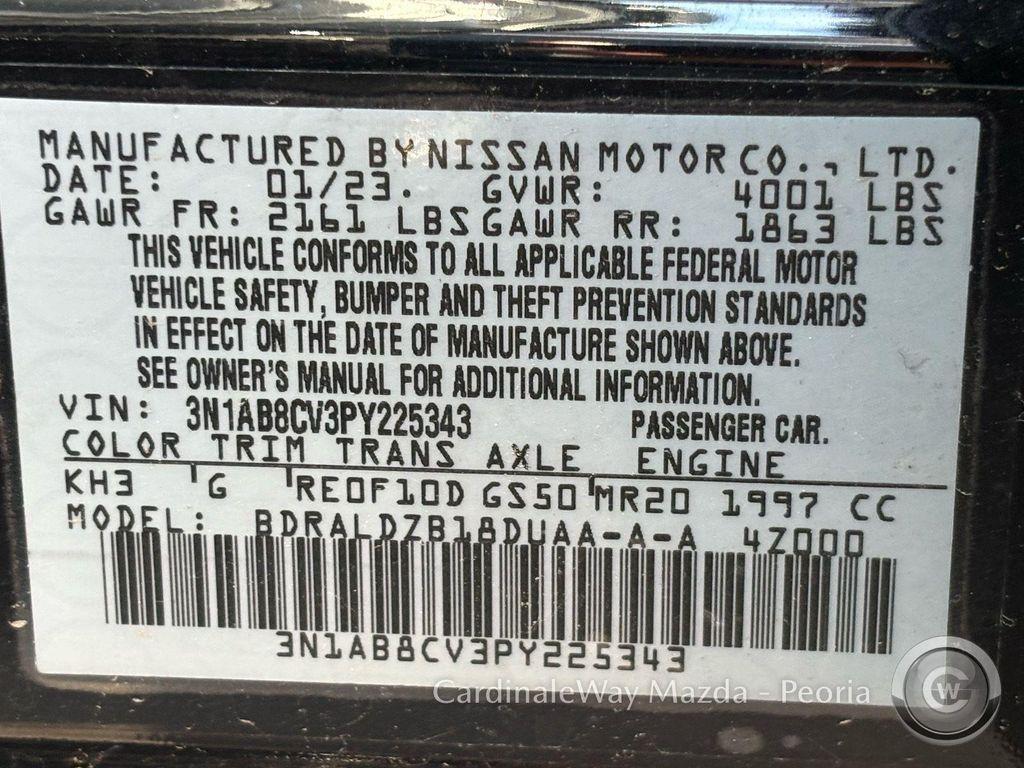 MANUFACTURED BY NISSAN MOTOR CO., LTD.
DATE: 01/23. GVWR: 4001 LBS
GAWR FR: 2161 LBS GAWR RR: 1863 LBS
THIS VEHICLE CONFORMS TO ALL APPLICABLE FEDERAL MOTOR
VEHICLE SAFETY, BUMPER AND THEFT PREVENTION STANDARDS
IN EFFECT ON THE DATE OF MANUFACTURE SHOWN ABOVE.
SEE OWNER'S MANUAL FOR ADDITIONAL INFORMATION.
VIN: 3N1AB8CV3PY225343 PASSENGER CAR.
COLOR TRIM TRANS AXLE ENGINE
KH3 G RE0F10D GS50 MR20 1997 CC
MODEL: BDRALDZB18DUAA-A-A 4Z000
3N1AB8CV3PY225343
CardinaleWay Mazda - Peoria
CW